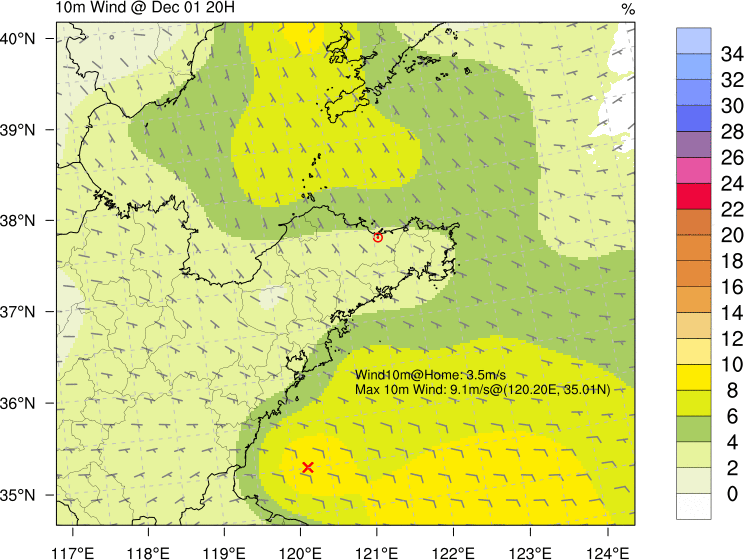 10m Wind @ Dec 01 20H
%
40°N
39°N
38°N
37°N
36°N
35°N
Wind10m@Home: 3.5m/s
Max 10m Wind: 9.1m/s@(120.20E, 35.01N)
117°E
118°E
119°E
120°E
121°E
122°E
123°E
124°E
34
32
30
28
26
24
22
20
18
16
14
12
10
8
6
4
2
0